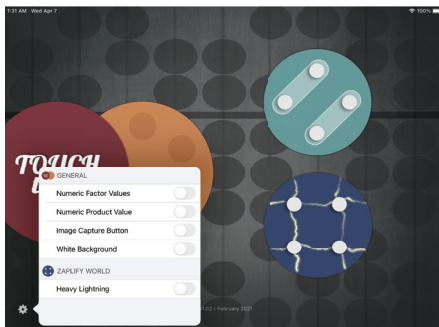 1:31 AM Wed Apr 7
100%
TOUCH
GENERAL
Numeric Factor Values
Numeric Product Value
Image Capture Button
White Background
ZAPLIFY WORLD
Heavy Lightning
.02 - February 2021